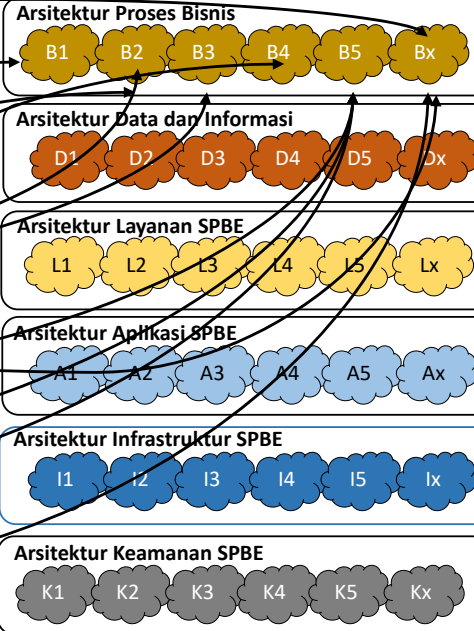 Arsitektur Proses Bisnis
B1 B2 B3 B4 B5 Bx
Arsitektur Data dan Informasi
D1 D2 D3 D4 D5 Dx
Arsitektur Layanan SPBE
L1 L2 L3 L4 L5 Lx
Arsitektur Aplikasi SPBE
A1 A2 A3 A4 A5 Ax
Arsitektur Infrastruktur SPBE
I1 I2 I3 I4 I5 Ix
Arsitektur Keamanan SPBE
K1 K2 K3 K4 K5 Kx